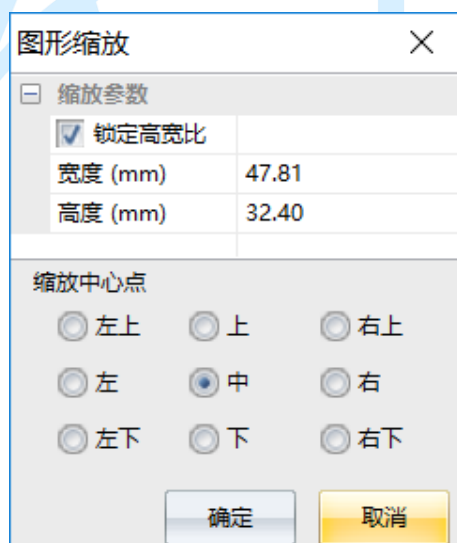 图形缩放
缩放参数
锁定高宽比
宽度 (mm) 47.81
高度 (mm) 32.40
缩放中心点
左上 上 右上
左 中 右
左下 下 右下
确定 取消